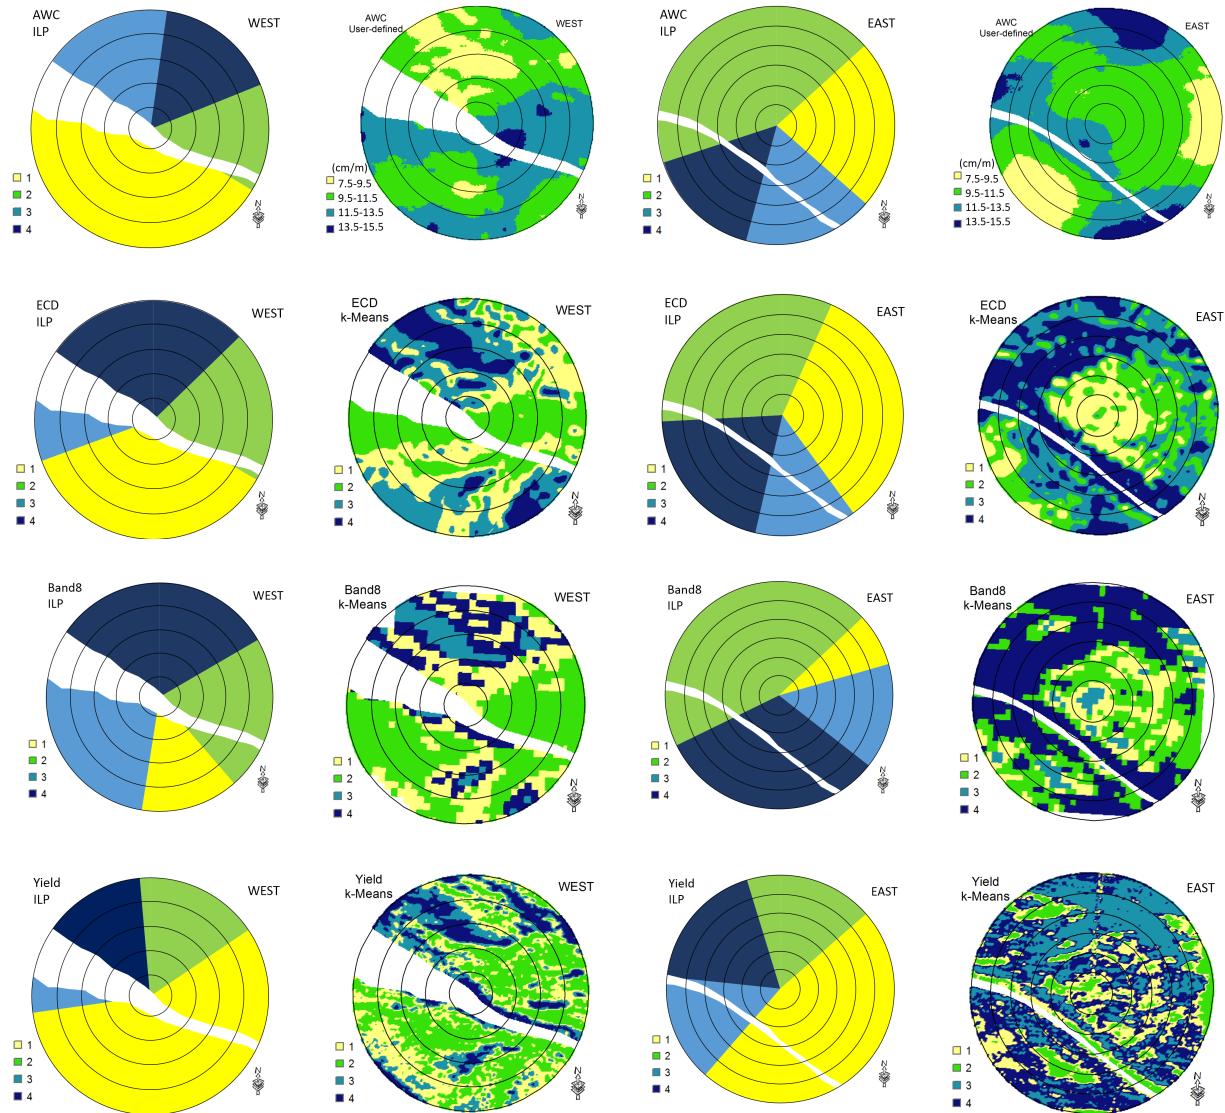 AWC
ILP
WEST
1
2
3
4
N
AWC
User-defined
WEST
(cm/m)
7.5-9.5
9.5-11.5
11.5-13.5
13.5-15.5
N
AWC
ILP
EAST
1
2
3
4
N
AWC
User-defined
EAST
(cm/m)
7.5-9.5
9.5-11.5
11.5-13.5
13.5-15.5
N
ECD
ILP
WEST
1
2
3
4
N
ECD
k-Means
WEST
1
2
3
4
N
ECD
ILP
EAST
1
2
3
4
N
ECD
k-Means
EAST
1
2
3
4
N
Band8
ILP
WEST
1
2
3
4
N
Band8
k-Means
WEST
1
2
3
4
N
Band8
ILP
EAST
1
2
3
4
N
Band8
k-Means
EAST
1
2
3
4
N
Yield
ILP
WEST
1
2
3
4
N
Yield
k-Means
WEST
1
2
3
4
N
Yield
ILP
EAST
1
2
3
4
N
Yield
k-Means
EAST
1
2
3
4
N